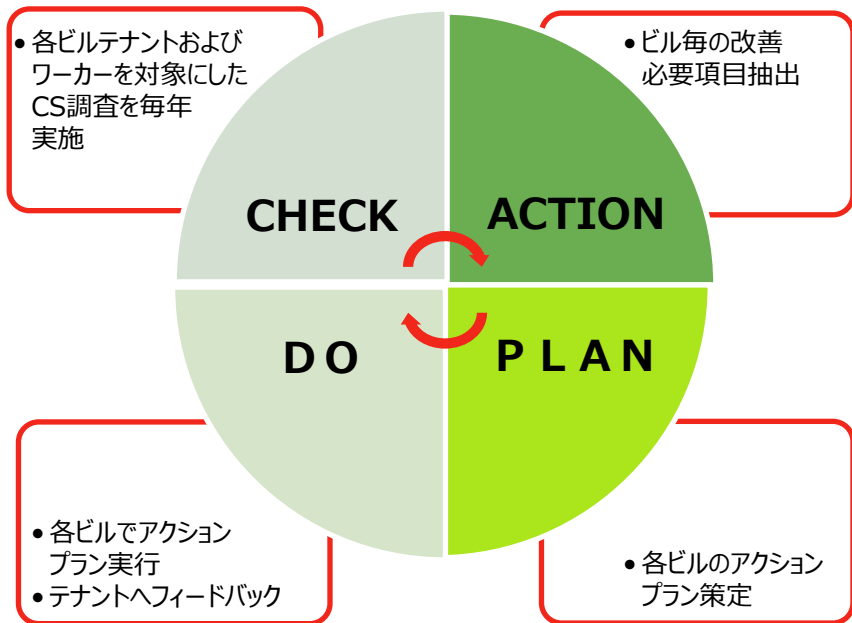 • 各ビルテナントおよび
ワーカーを対象にした
CS調査を毎年
実施
• ビル毎の改善
必要項目抽出
CHECK
ACTION
DO
PLAN
• 各ビルでアクション
プラン実行
• テナントへフィードバック
• 各ビルのアクション
プラン策定